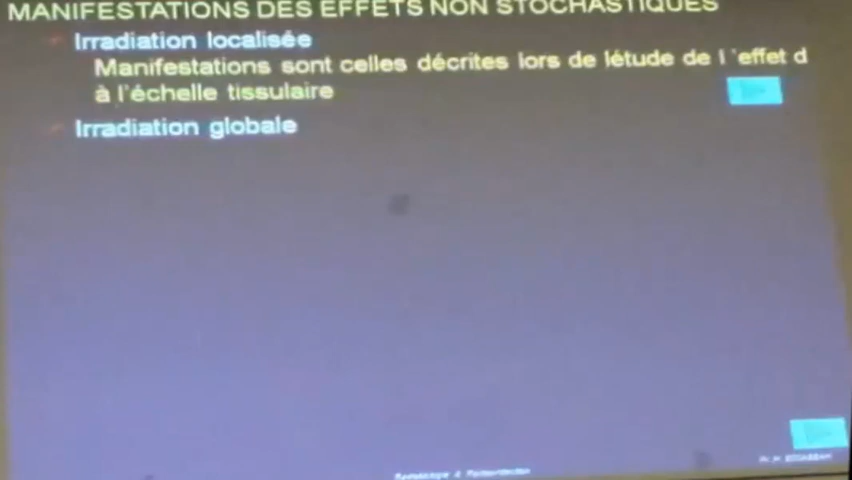 MANIFESTATIONS DES EFFETS NON STOCHASTIQUES
Irradiation localisée
Manifestations sont celles décrites lors de létude de l 'effet d
à l'échelle tissulaire
Irradiation globale